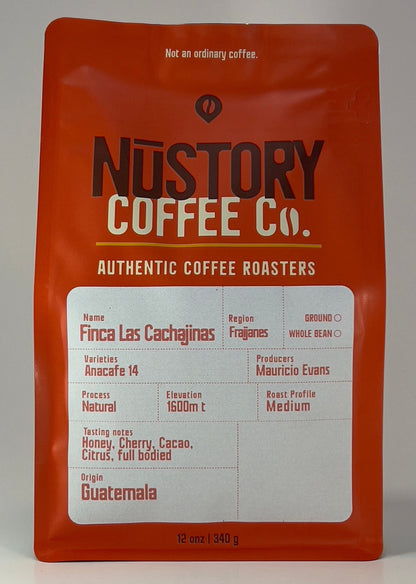 Not an ordinary coffee.
NūSTORY
COFFEE Co.
AUTHENTIC COFFEE ROASTERS
Name
Finca Las Cachajinas
Region
Fraijanes
GROUND
WHOLE BEAN
Varieties
Anacafe 14
Producers
Mauricio Evans
Process
Natural
Elevation
1600m t
Roast Profile
Medium
Tasting notes
Honey, Cherry, Cacao,
Citrus, full bodied
Origin
Guatemala
12 onz | 340 g